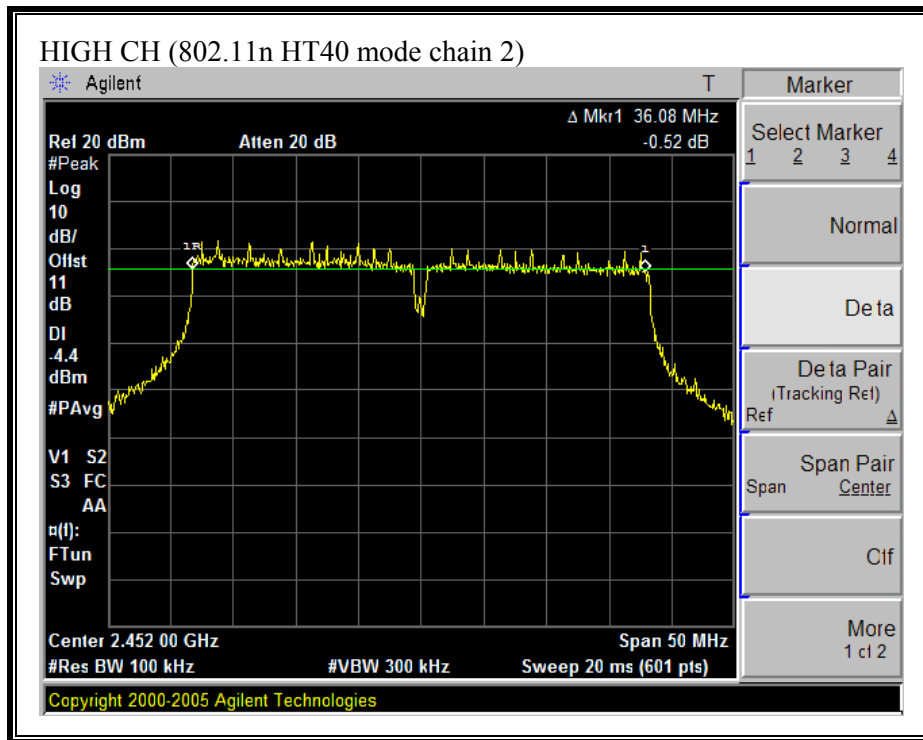 HIGH CH (802.11n HT40 mode chain 2)
Agilent T
Marker
Δ Mkr1 36.08 MHz
Ref 20 dBm Atten 20 dB -0.52 dB
#Peak
Log
10
dB/
Offst
11
dB
DI
-4.4
dBm
#PAvg
V1 S2
S3 FC
AA
¤(f):
FTun
Swp
1R
1
Center 2.452 00 GHz Span 50 MHz
#Res BW 100 kHz #VBW 300 kHz Sweep 20 ms (601 pts)
Copyright 2000-2005 Agilent Technologies
Select Marker
1 2 3 4
Normal
Delta
Delta Pair
(Tracking Ref)
Ref Δ
Span Pair
Span Center
Off
More
1 of 2